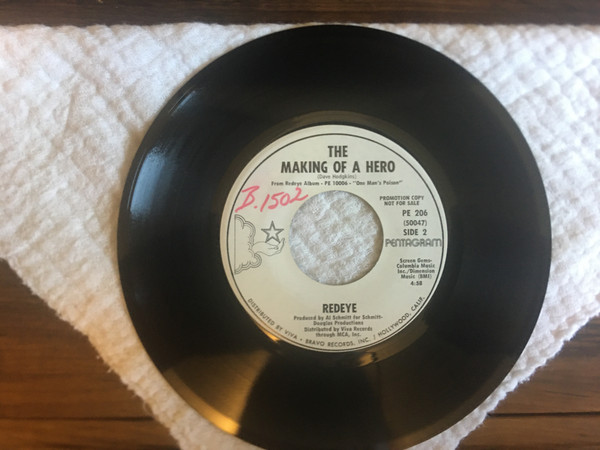 THE
MAKING OF A HERO
(Dave Hodgkins)
From Redeye Album - PE 10006 - "One Man's Poison"
B.1502
PROMOTION COPY
NOT FOR SALE
PE 206
(50047)
SIDE 2
PENTAGRAM
Screen Gems-
Columbia Music
Inc./Dimension
Music (BMI)
4:58
REDEYE
Produced by Al Schmitt for Schmitt-
Douglas Productions
Distributed by Viva Records
through MCA, Inc.
DISTRIBUTED BY VIVA • BRAVO RECORDS, INC. / HOLLYWOOD, CALIF.